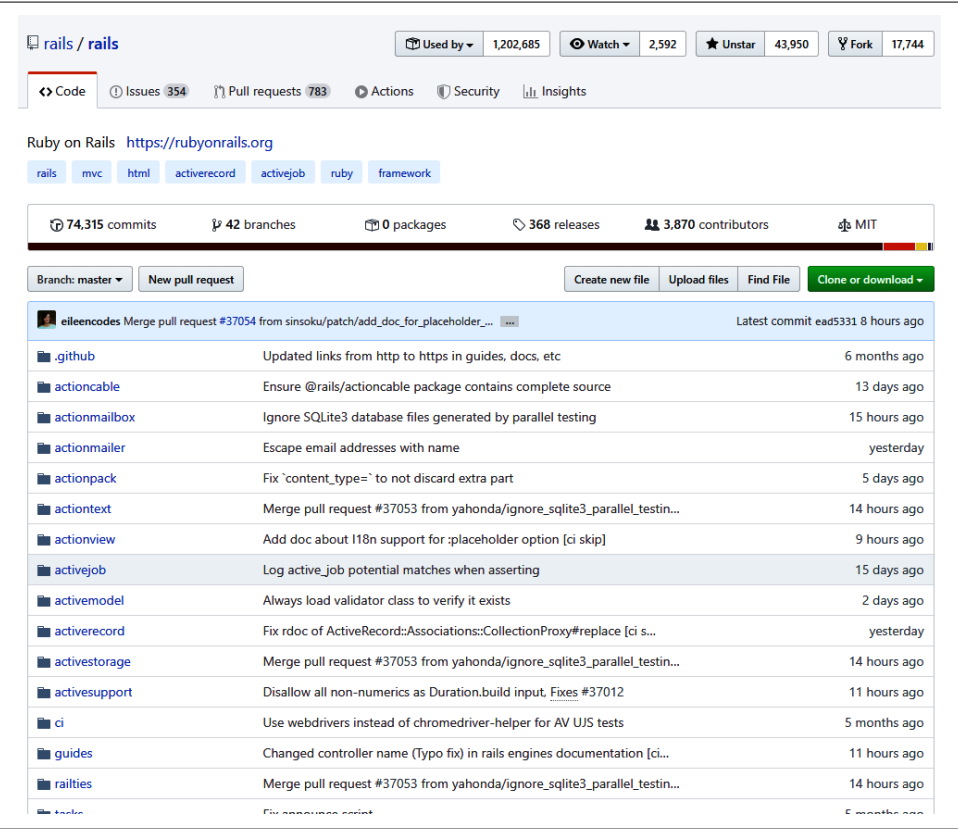 rails / rails Used by 1,202,685 Watch 2,592 Unstar 43,950 Fork 17,744
Code Issues 354 Pull requests 783 Actions Security Insights
Ruby on Rails https://rubyonrails.org
rails mvc html activerecord activejob ruby framework
74,315 commits 42 branches 0 packages 368 releases 3,870 contributors MIT
Branch: master New pull request Create new file Upload files Find File Clone or download
eileencodes Merge pull request #37054 from sinsoku/patch/add_doc_for_placeholder_... ... Latest commit ead5331 8 hours ago
.github Updated links from http to https in guides, docs, etc 6 months ago
actioncable Ensure @rails/actioncable package contains complete source 13 days ago
actionmailbox Ignore SQLite3 database files generated by parallel testing 15 hours ago
actionmailer Escape email addresses with name yesterday
actionpack Fix `content_type=` to not discard extra part 5 days ago
actiontext Merge pull request #37053 from yahonda/ignore_sqlite3_parallel_testin... 14 hours ago
actionview Add doc about I18n support for :placeholder option [ci skip] 9 hours ago
activejob Log active_job potential matches when asserting 15 days ago
activemodel Always load validator class to verify it exists 2 days ago
activerecord Fix rdoc of ActiveRecord::Associations::CollectionProxy#replace [ci s... yesterday
activestorage Merge pull request #37053 from yahonda/ignore_sqlite3_parallel_testin... 14 hours ago
activesupport Disallow all non-numerics as Duration.build input, Fixes #37012 11 hours ago
ci Use webdrivers instead of chromedriver-helper for AV UJS tests 5 months ago
guides Changed controller name (Typo fix) in rails engines documentation [ci... 11 hours ago
railties Merge pull request #37053 from yahonda/ignore_sqlite3_parallel_testin... 14 hours ago
tasks Fix announce script 5 months ago